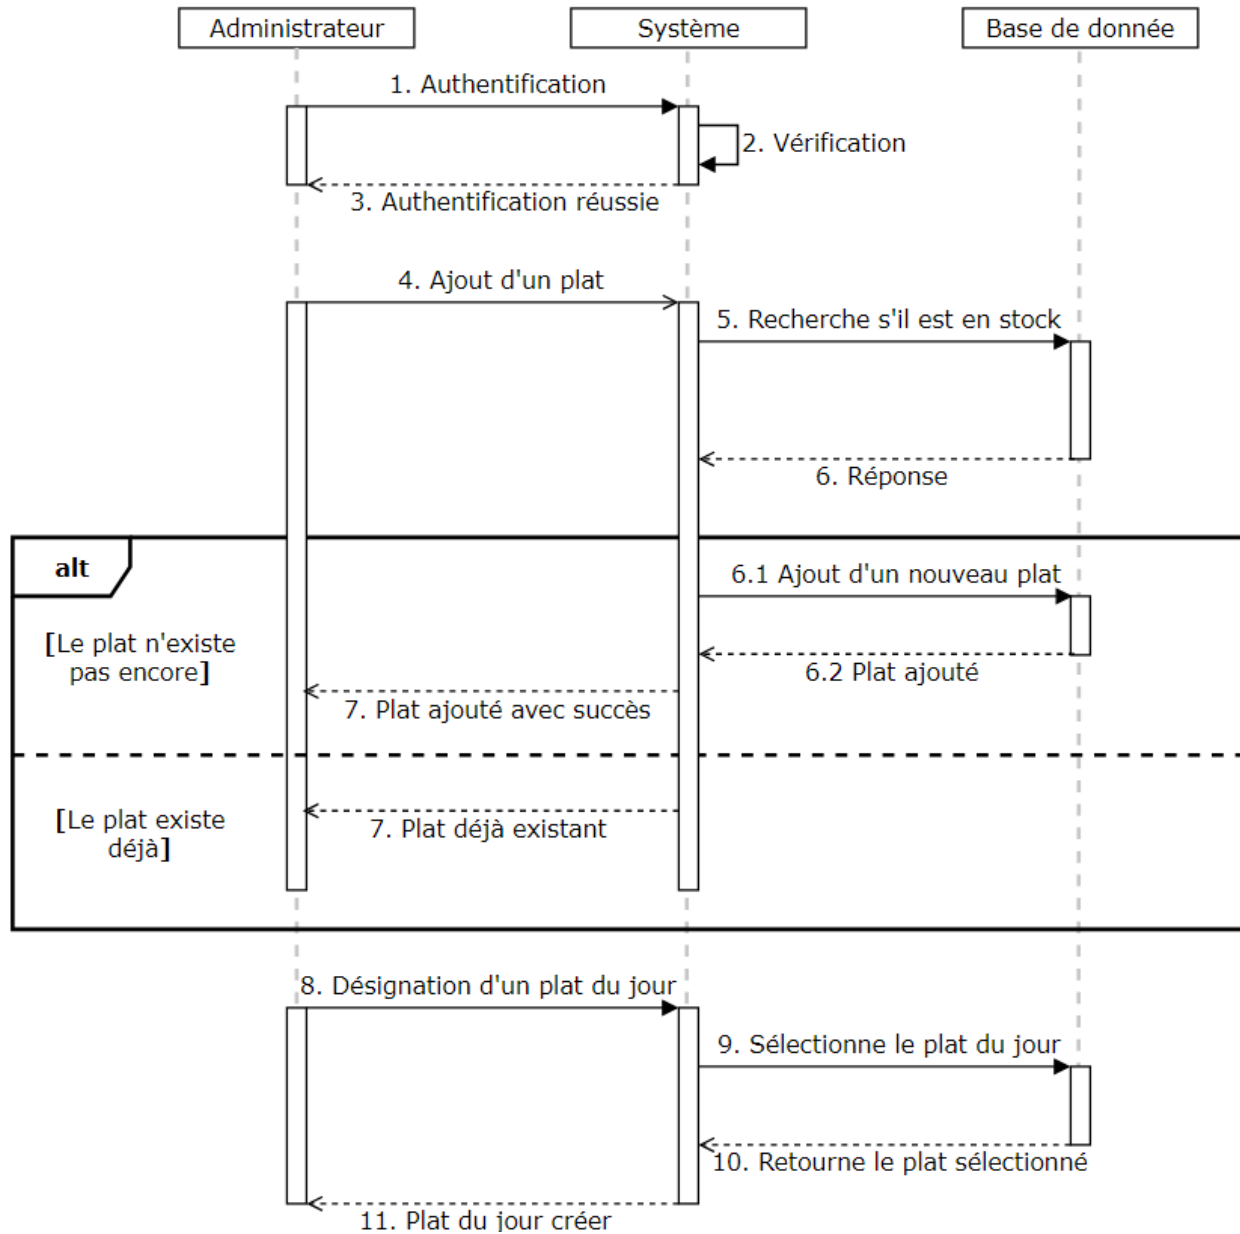 Administrateur
Système
Base de donnée
1. Authentification
2. Vérification
3. Authentification réussie
4. Ajout d'un plat
5. Recherche s'il est en stock
6. Réponse
alt
6.1 Ajout d'un nouveau plat
[Le plat n'existe
pas encore]
6.2 Plat ajouté
7. Plat ajouté avec succès
[Le plat existe
déjà]
7. Plat déjà existant
8. Désignation d'un plat du jour
9. Sélectionne le plat du jour
10. Retourne le plat sélectionné
11. Plat du jour créer